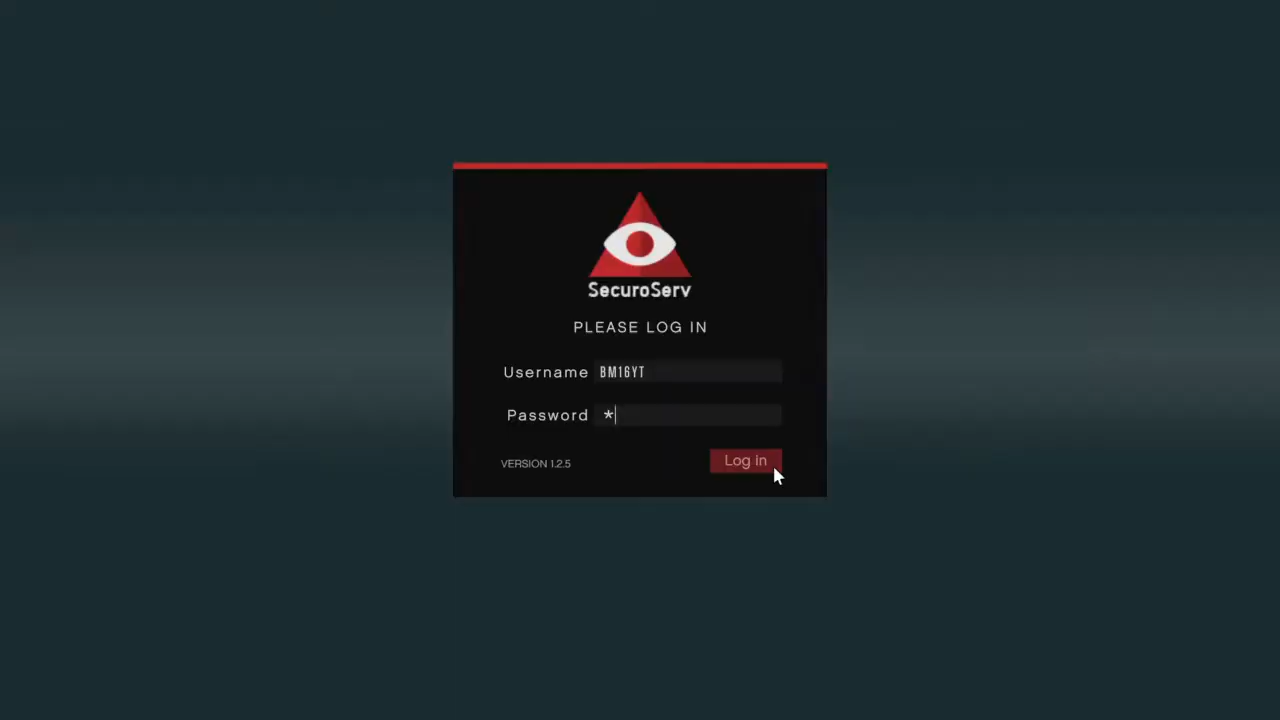 SecuroServ
PLEASE LOG IN
Username BM16YT
Password *
VERSION 1.2.5 Log in